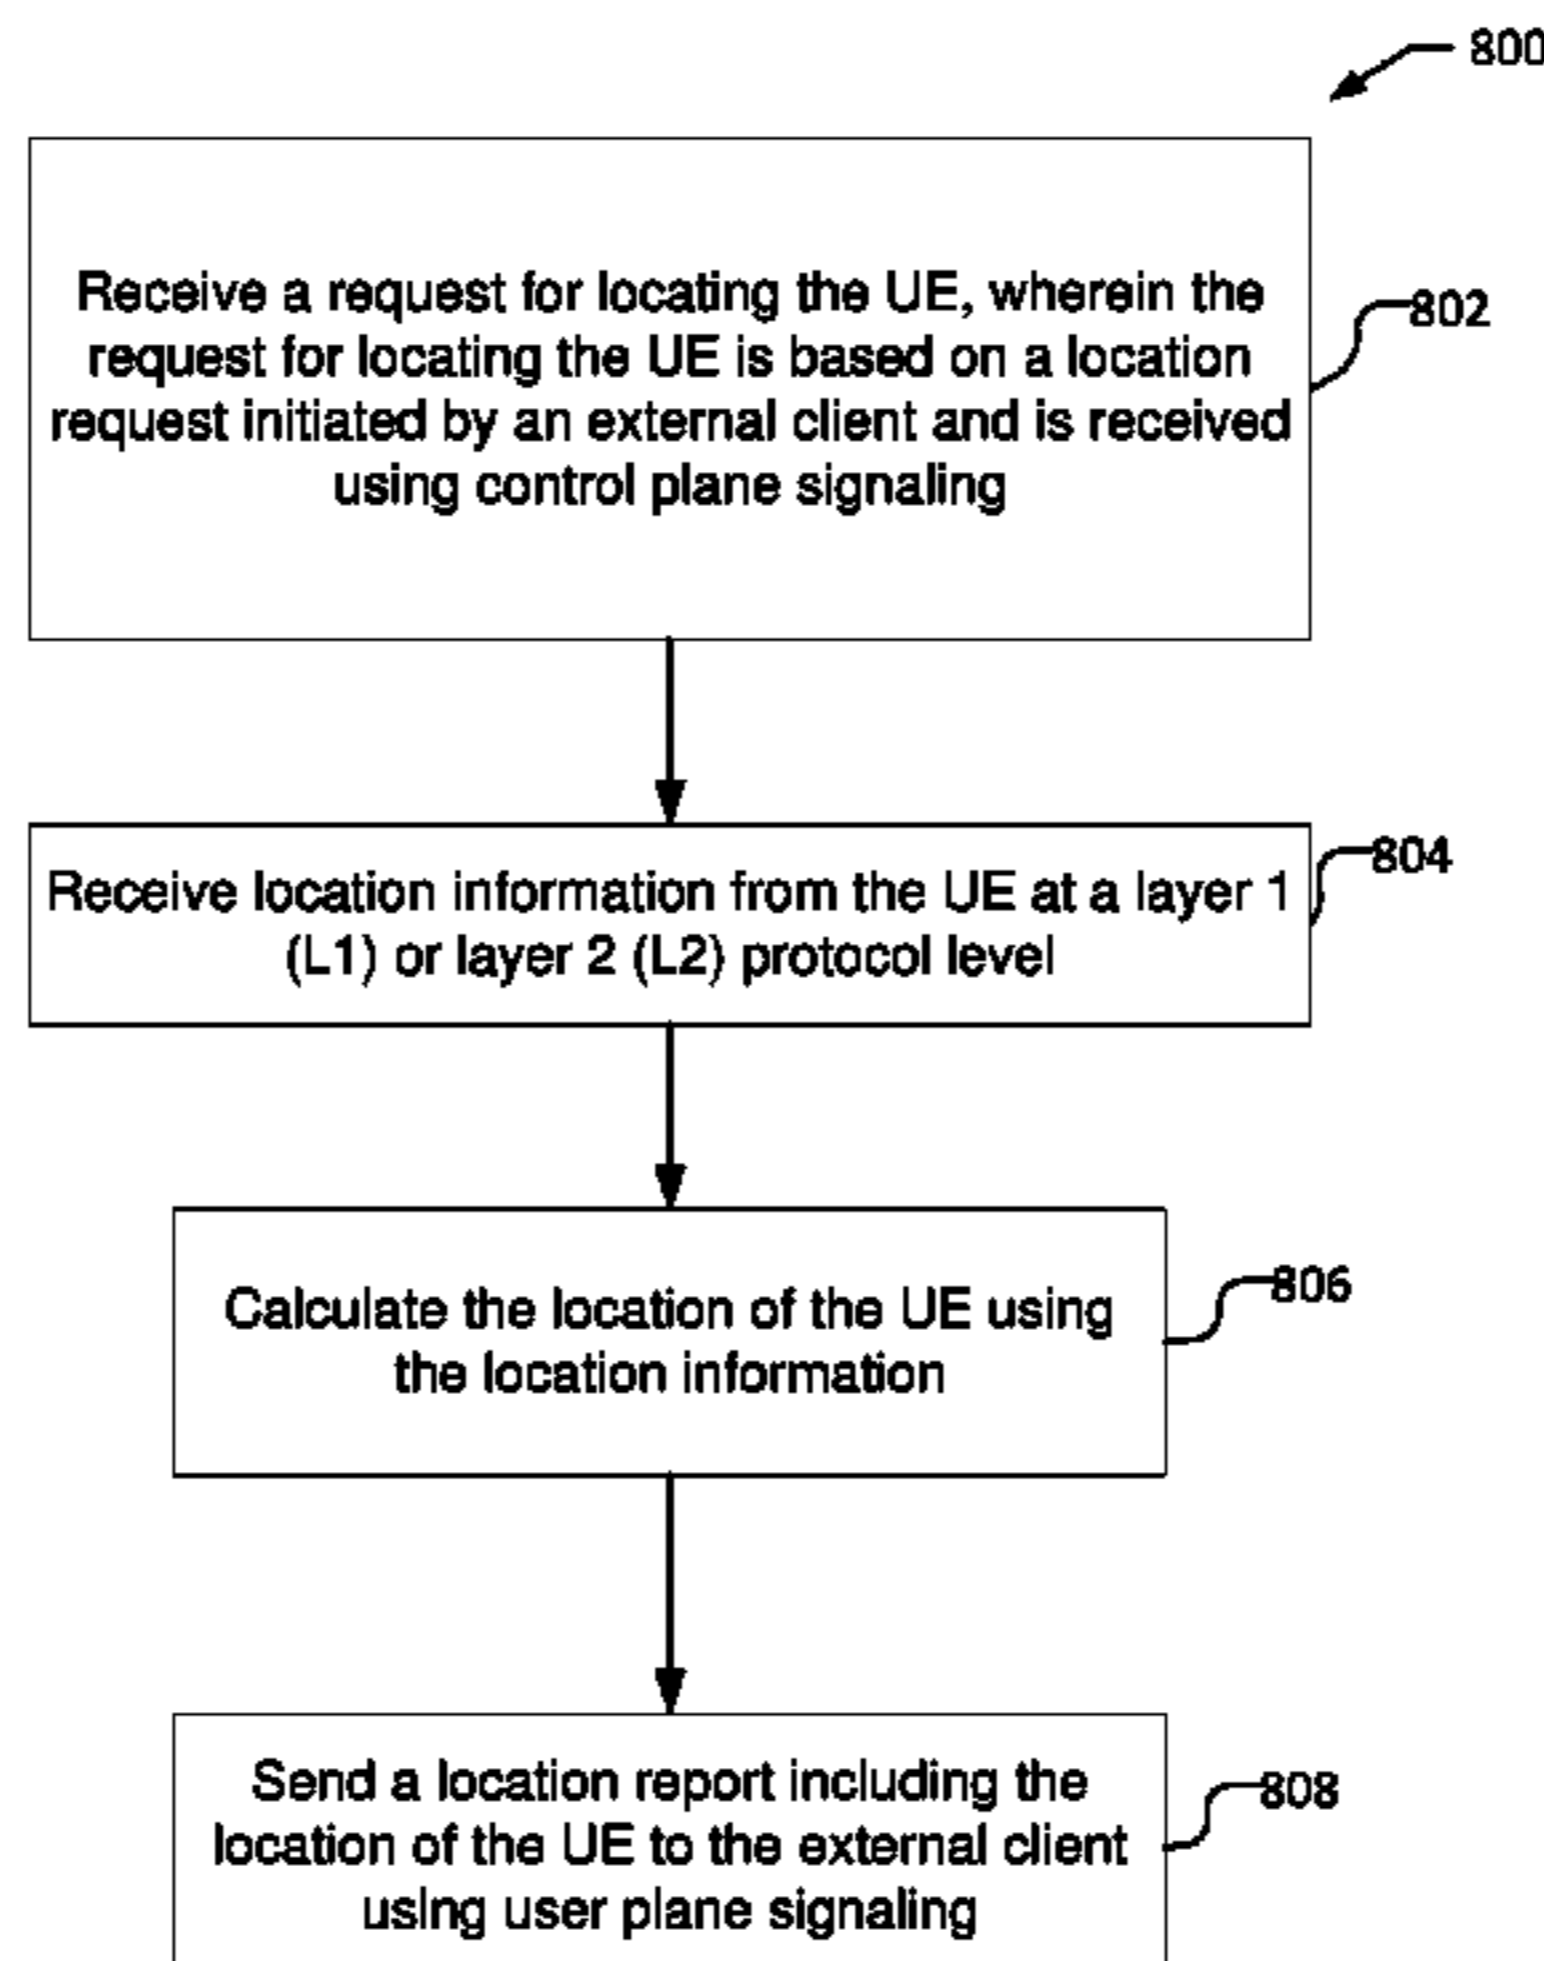 800
Receive a request for locating the UE, wherein the
request for locating the UE is based on a location
request initiated by an external client and is received
using control plane signaling
802
Receive location information from the UE at a layer 1
(L1) or layer 2 (L2) protocol level
804
Calculate the location of the UE using
the location information
806
Send a location report including the
location of the UE to the external client
using user plane signaling
808